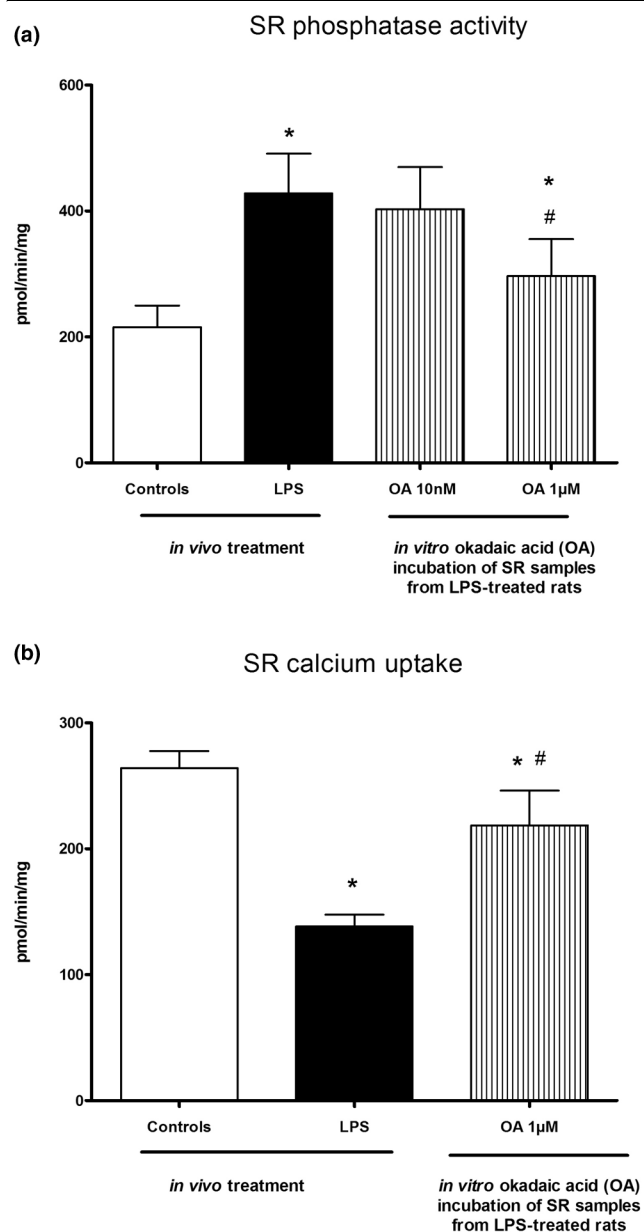 (a)
SR phosphatase activity
600
400
200
0
pmol/min/mg
*
*
#
Controls
LPS
OA 10nM
OA 1µM
in vivo treatment
in vitro okadaic acid (OA)
incubation of SR samples
from LPS-treated rats
(b)
SR calcium uptake
300
200
100
0
pmol/min/mg
*
* #
Controls
LPS
OA 1µM
in vivo treatment
in vitro okadaic acid (OA)
incubation of SR samples
from LPS-treated rats